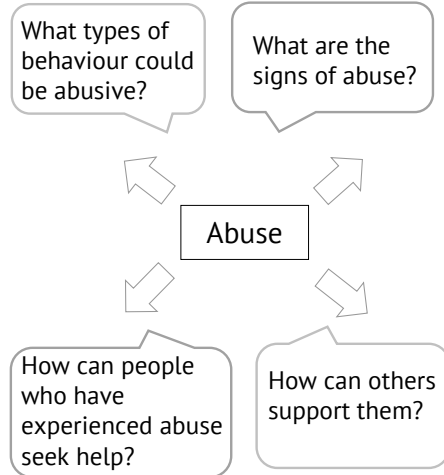 What types of
behaviour could
be abusive?
What are the
signs of abuse?
Abuse
How can people
who have
experienced abuse
seek help?
How can others
support them?